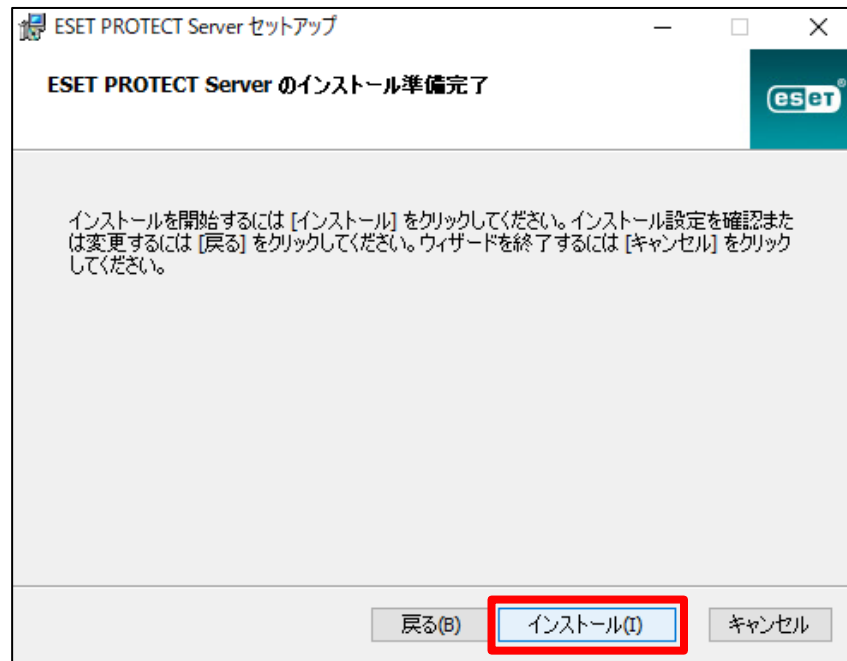 ESET PROTECT Server セットアップ
ESET PROTECT Server のインストール準備完了
eset
インストールを開始するには [インストール] をクリックしてください。インストール設定を確認また
は変更するには [戻る] をクリックしてください。ウィザードを終了するには [キャンセル] をクリック
してください。
戻る(B) インストール(I) キャンセル